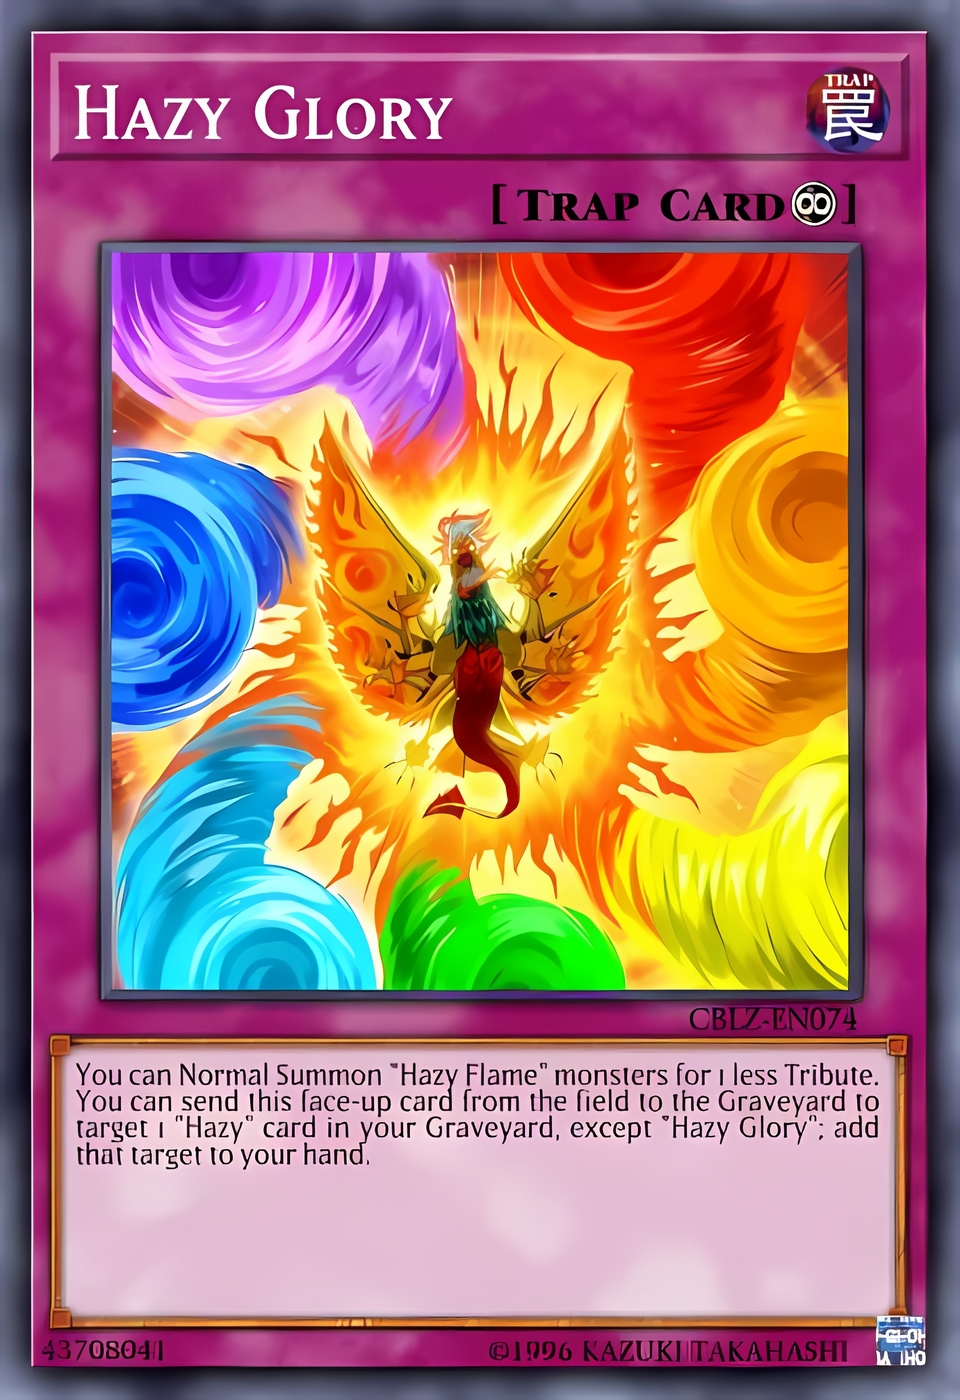 HAZY GLORY
TRAP
罠
[TRAP CARD]
CBLZ-EN074
You can Normal Summon "Hazy Flame" monsters for 1 less Tribute.
You can send this face-up card from the field to the Graveyard to
target 1 "Hazy" card in your Graveyard, except "Hazy Glory"; add
that target to your hand.
43708041
©1996 KAZUKI TAKAHASHI